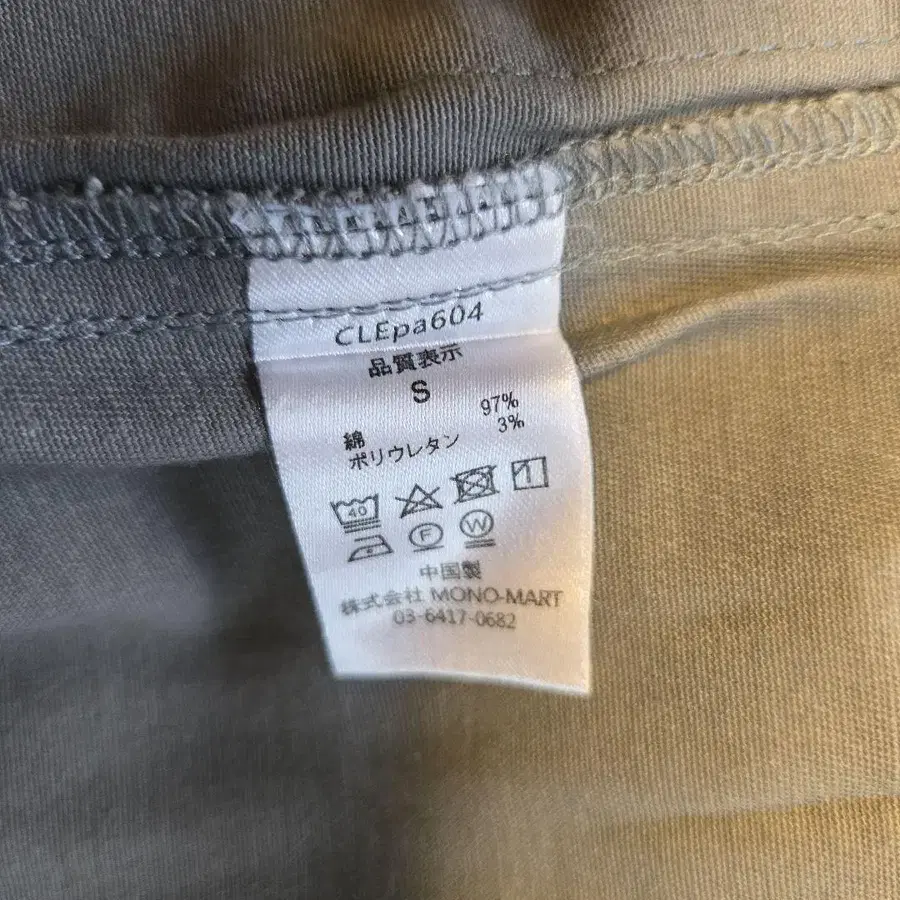 CLEpa604
品質表示
S
綿 97%
ポリウレタン 3%
40
F W
中国製
株式会社 MONO-MART
03-6417-0682